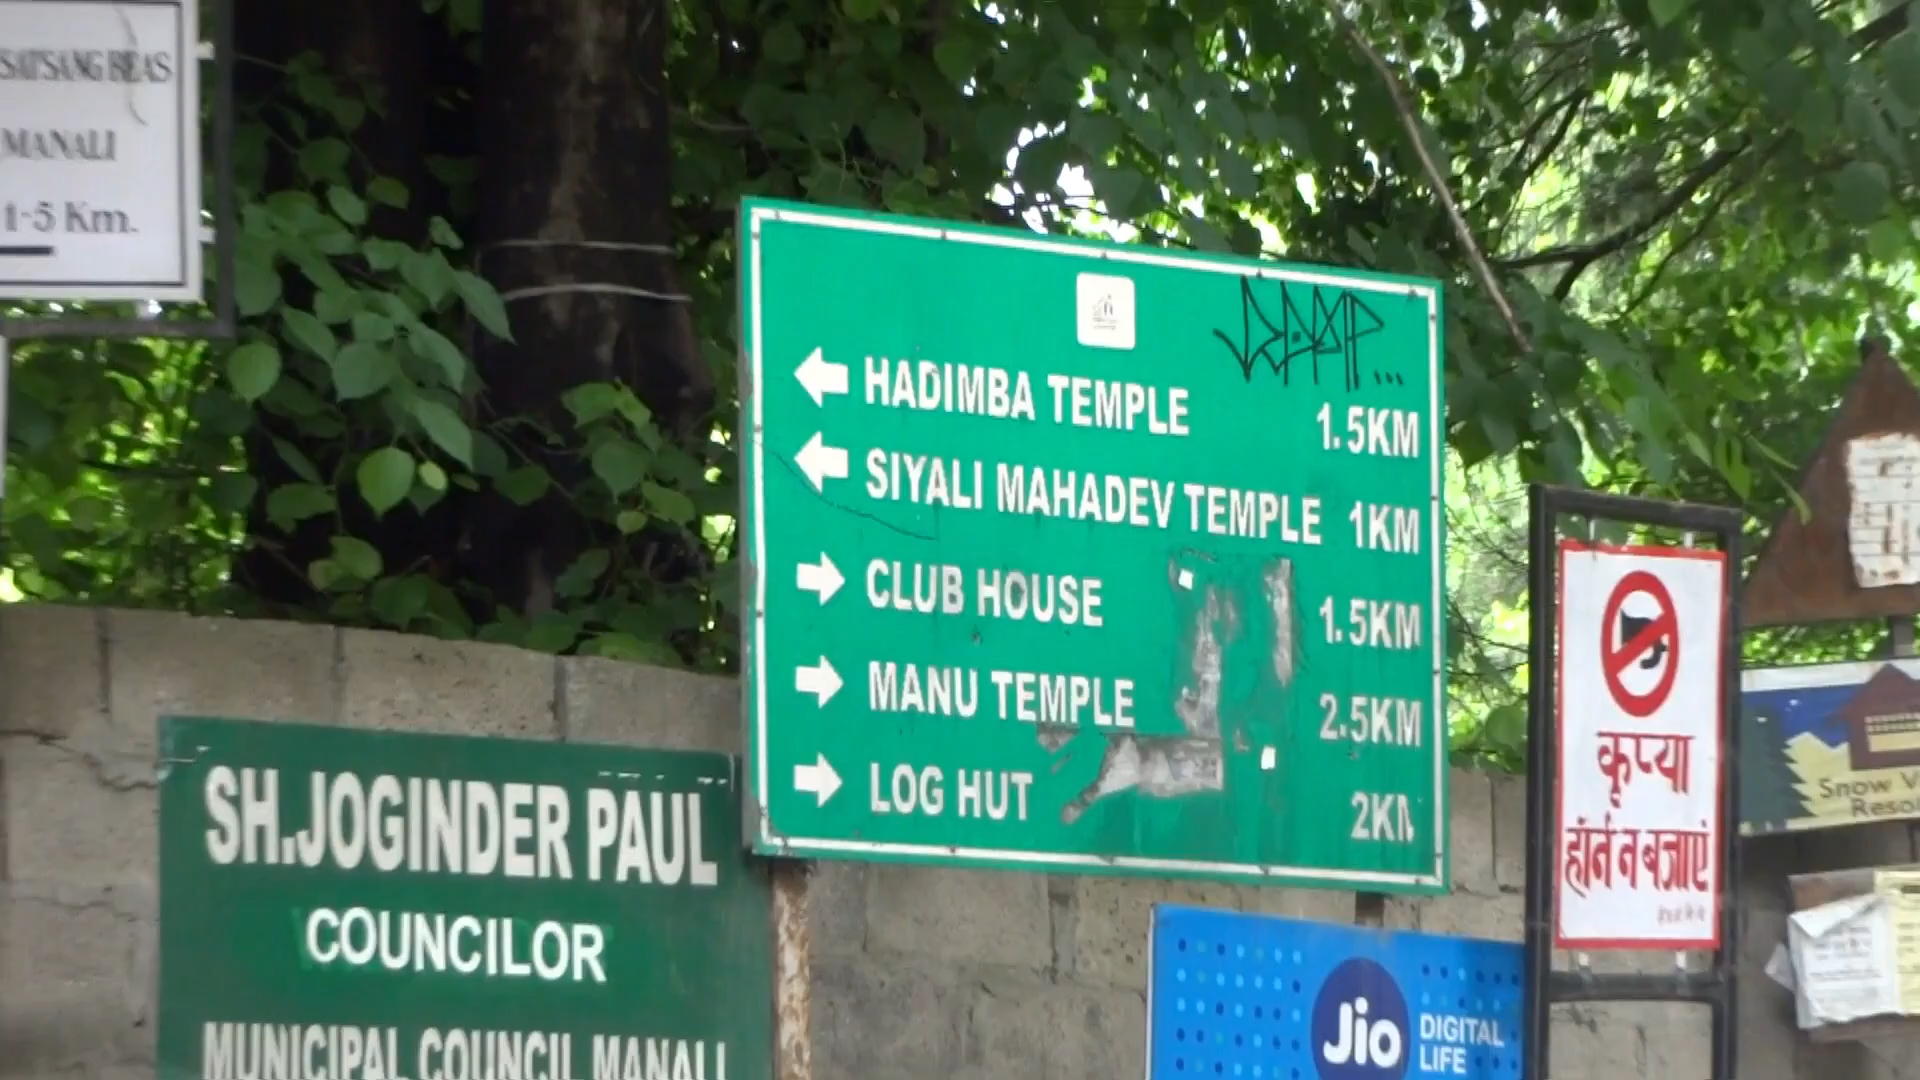 SATSANG BEAS
MANALI
1-5 Km.
HADIMBA TEMPLE 1.5KM
SIYALI MAHADEV TEMPLE 1KM
CLUB HOUSE 1.5KM
MANU TEMPLE 2.5KM
LOG HUT 2KM
SH.JOGINDER PAUL
COUNCILOR
MUNICIPAL COUNCIL MANALI
Jio
DIGITAL
LIFE
कृप्या
हॉर्न न बजाएं
Snow